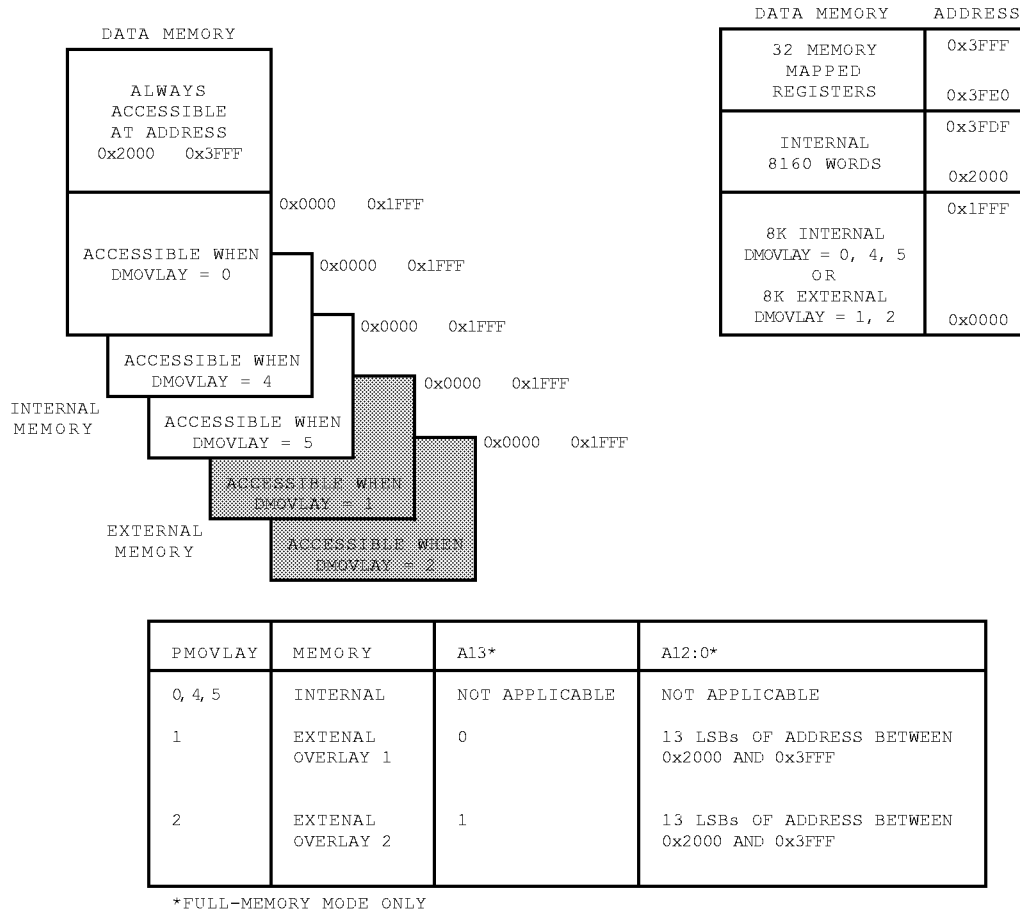 DATA MEMORY
ALWAYS
ACCESSIBLE
AT ADDRESS
0x2000 0x3FFF
0x0000 0x1FFF
ACCESSIBLE WHEN
DMOVLAY = 0
0x0000 0x1FFF
0x0000 0x1FFF
ACCESSIBLE WHEN
DMOVLAY = 4
0x0000 0x1FFF
INTERNAL
MEMORY
ACCESSIBLE WHEN
DMOVLAY = 5
0x0000 0x1FFF
ACCESSIBLE WHEN
DMOVLAY = 1
EXTERNAL
MEMORY
ACCESSIBLE WHEN
DMOVLAY = 2
DATA MEMORY ADDRESS
32 MEMORY
MAPPED
REGISTERS
0x3FFF
0x3FE0
INTERNAL
8160 WORDS
0x3FDF
0x2000
8K INTERNAL
DMOVLAY = 0, 4, 5
OR
8K EXTERNAL
DMOVLAY = 1, 2
0x1FFF
0x0000
PMOVLAY MEMORY A13* A12:0*
0, 4, 5 INTERNAL NOT APPLICABLE NOT APPLICABLE
1 EXTENAL 0 13 LSBs OF ADDRESS BETWEEN
OVERLAY 1 0x2000 AND 0x3FFF
2 EXTENAL 1 13 LSBs OF ADDRESS BETWEEN
OVERLAY 2 0x2000 AND 0x3FFF
*FULL-MEMORY MODE ONLY